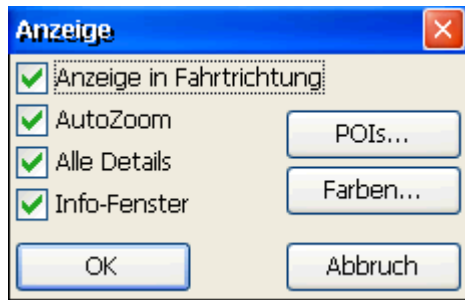 Anzeige
Anzeige in Fahrtrichtung
AutoZoom
POIs...
Alle Details
Farben...
Info-Fenster
OK
Abbruch